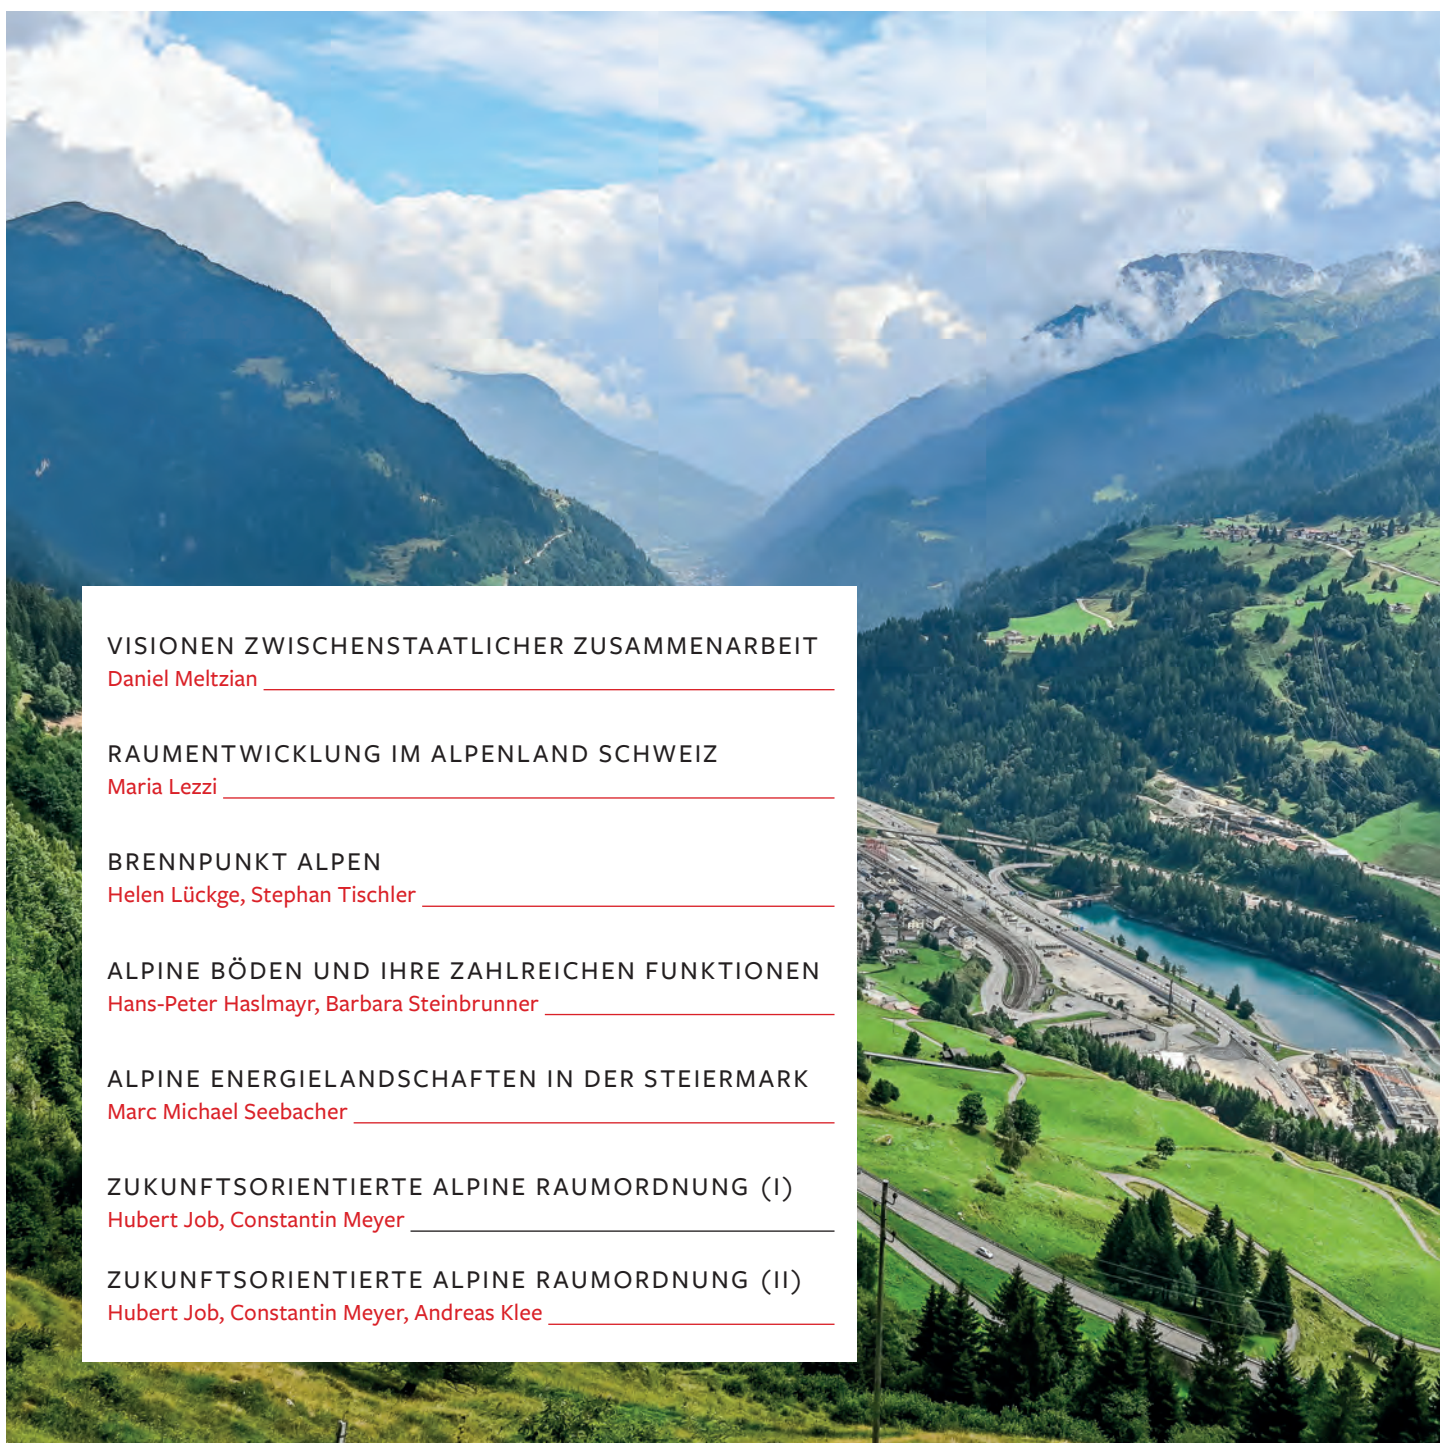 VISIONEN ZWISCHENSTAATLICHER ZUSAMMENARBEIT
Daniel Meltzian
RAUMENTWICKLUNG IM ALPENLAND SCHWEIZ
Maria Lezzi
BRENNPUNKT ALPEN
Helen Lückge, Stephan Tischler
ALPINE BÖDEN UND IHRE ZAHLREICHEN FUNKTIONEN
Hans-Peter Haslmayr, Barbara Steinbrunner
ALPINE ENERGIELANDSCHAFTEN IN DER STEIERMARK
Marc Michael Seebacher
ZUKUNFTSORIENTIERTE ALPINE RAUMORDNUNG (I)
Hubert Job, Constantin Meyer
ZUKUNFTSORIENTIERTE ALPINE RAUMORDNUNG (II)
Hubert Job, Constantin Meyer, Andreas Klee